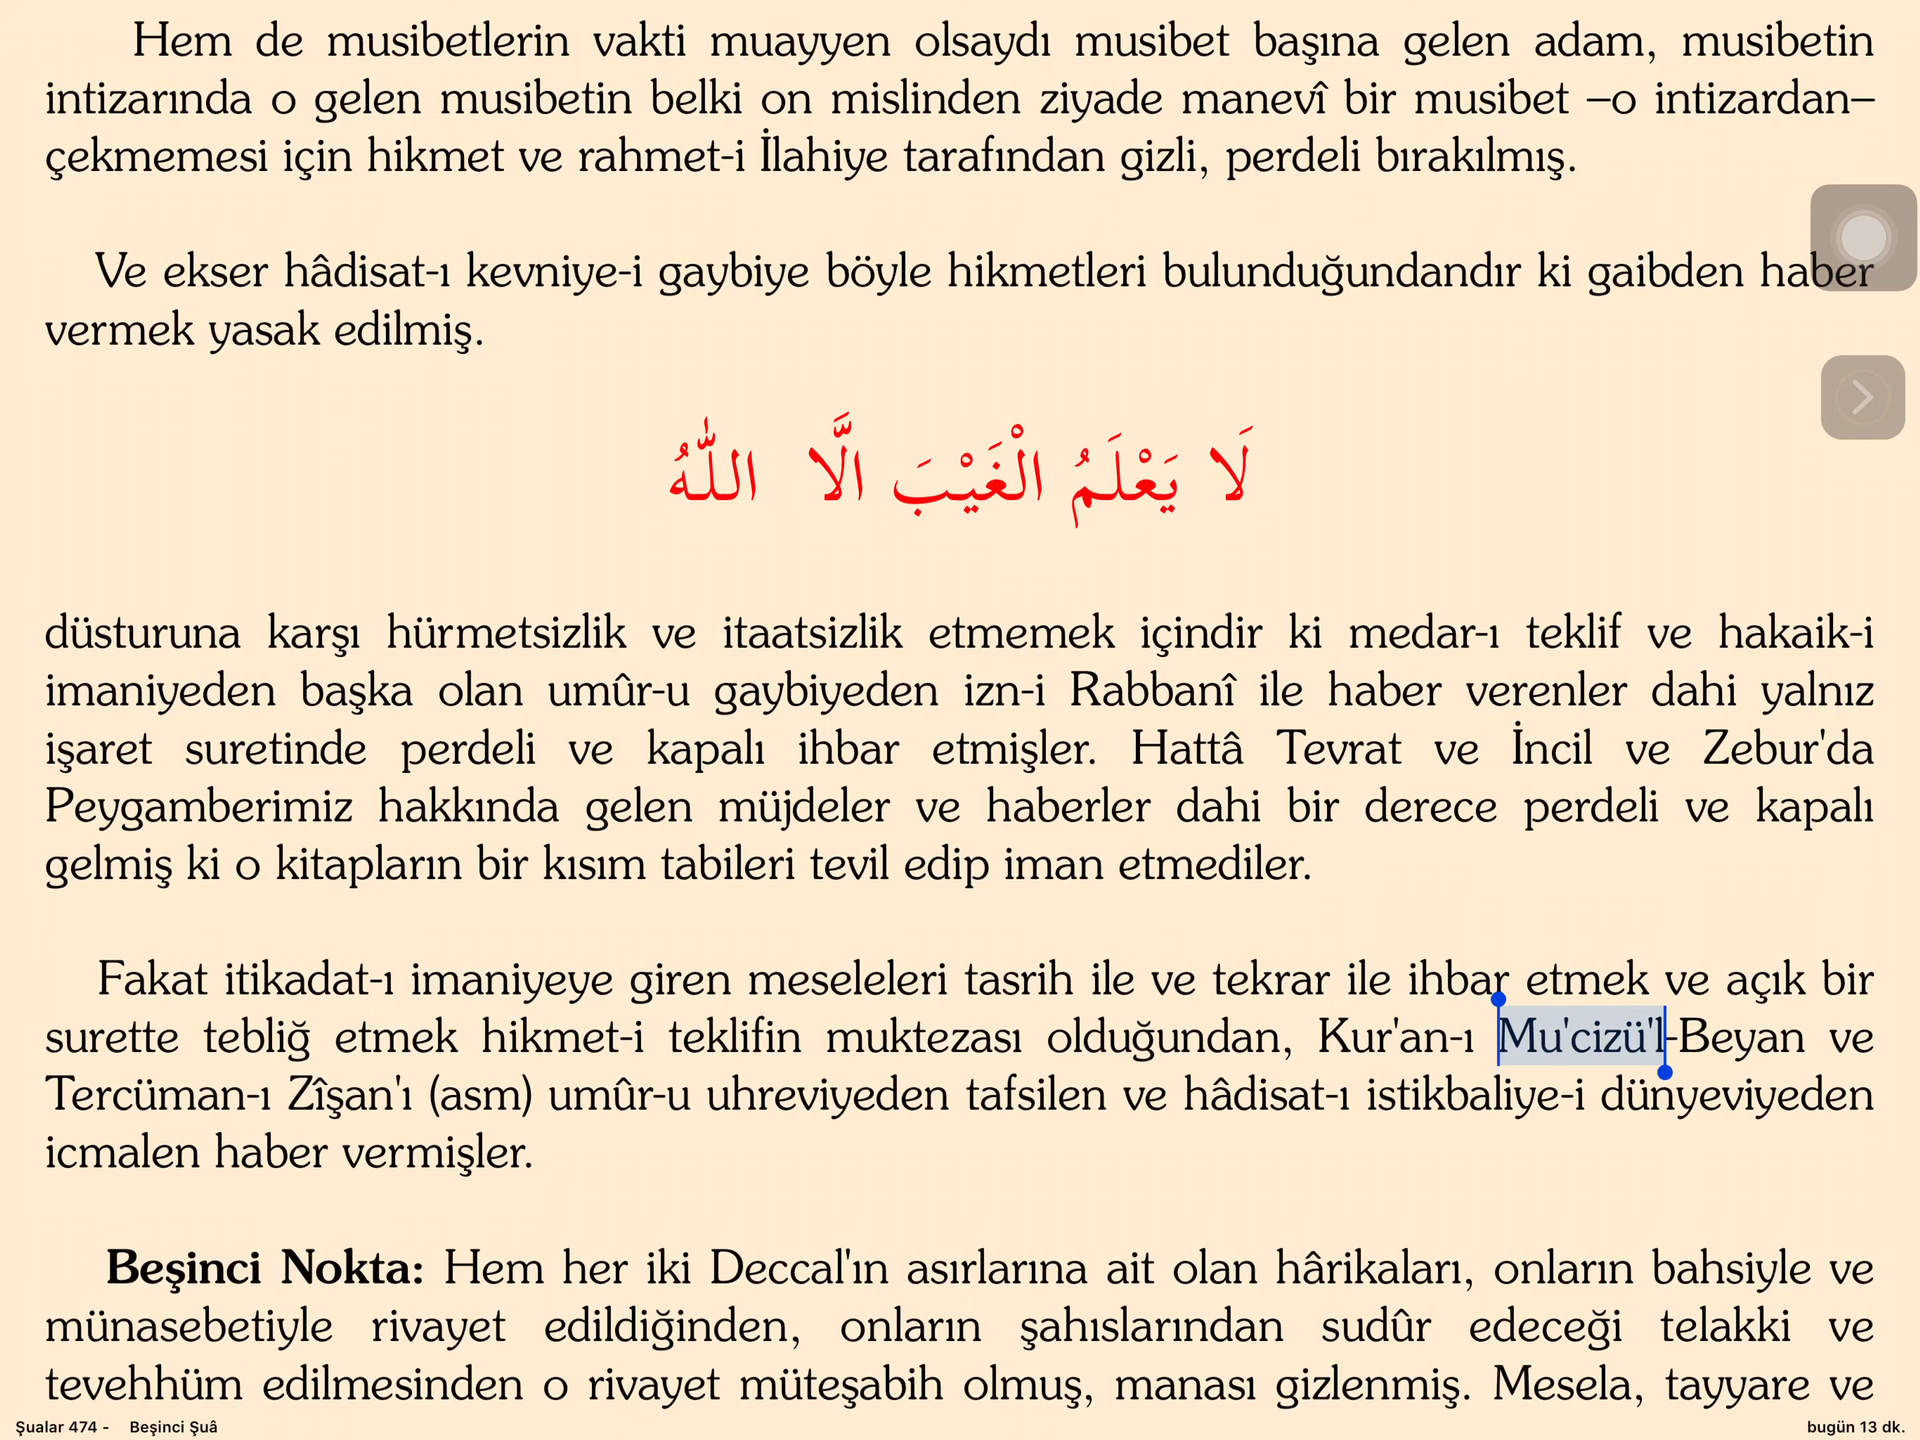 Hem de musibetlerin vakti muayyen olsaydı musibet başına gelen adam, musibetin
intizarında o gelen musibetin belki on mislinden ziyade manevî bir musibet –o intizardan–
çekmemesi için hikmet ve rahmet-i İlahiye tarafından gizli, perdeli bırakılmış.
Ve ekser hâdisat-ı kevniye-i gaybiye böyle hikmetleri bulunduğundandır ki gaibden haber
vermek yasak edilmiş.
لَا يَعْلَمُ الْغَيْبَ الَّا اللّٰهُ
düsturuna karşı hürmetsizlik ve itaatsizlik etmemek içindir ki medar-ı teklif ve hakaik-i
imaniyeden başka olan umûr-u gaybiyeden izn-i Rabbanî ile haber verenler dahi yalnız
işaret suretinde perdeli ve kapalı ihbar etmişler. Hattâ Tevrat ve İncil ve Zebur'da
Peygamberimiz hakkında gelen müjdeler ve haberler dahi bir derece perdeli ve kapalı
gelmiş ki o kitapların bir kısım tabileri tevil edip iman etmediler.
Fakat itikadat-ı imaniyeye giren meseleleri tasrih ile ve tekrar ile ihbar etmek ve açık bir
surette tebliğ etmek hikmet-i teklifin muktezası olduğundan, Kur'an-ı Mu'cizü'l-Beyan ve
Tercüman-ı Zîşan'ı (asm) umûr-u uhreviyeden tafsilen ve hâdisat-ı istikbaliye-i dünyeviyeden
icmalen haber vermişler.
Beşinci Nokta: Hem her iki Deccal'ın asırlarına ait olan hârikaları, onların bahsiyle ve
münasebetiyle rivayet edildiğinden, onların şahıslarından sudûr edeceği telakki ve
tevehhüm edilmesinden o rivayet müteşabih olmuş, manası gizlenmiş. Mesela, tayyare ve
Şualar 474 - Beşinci Şuâ
bugün 13 dk.